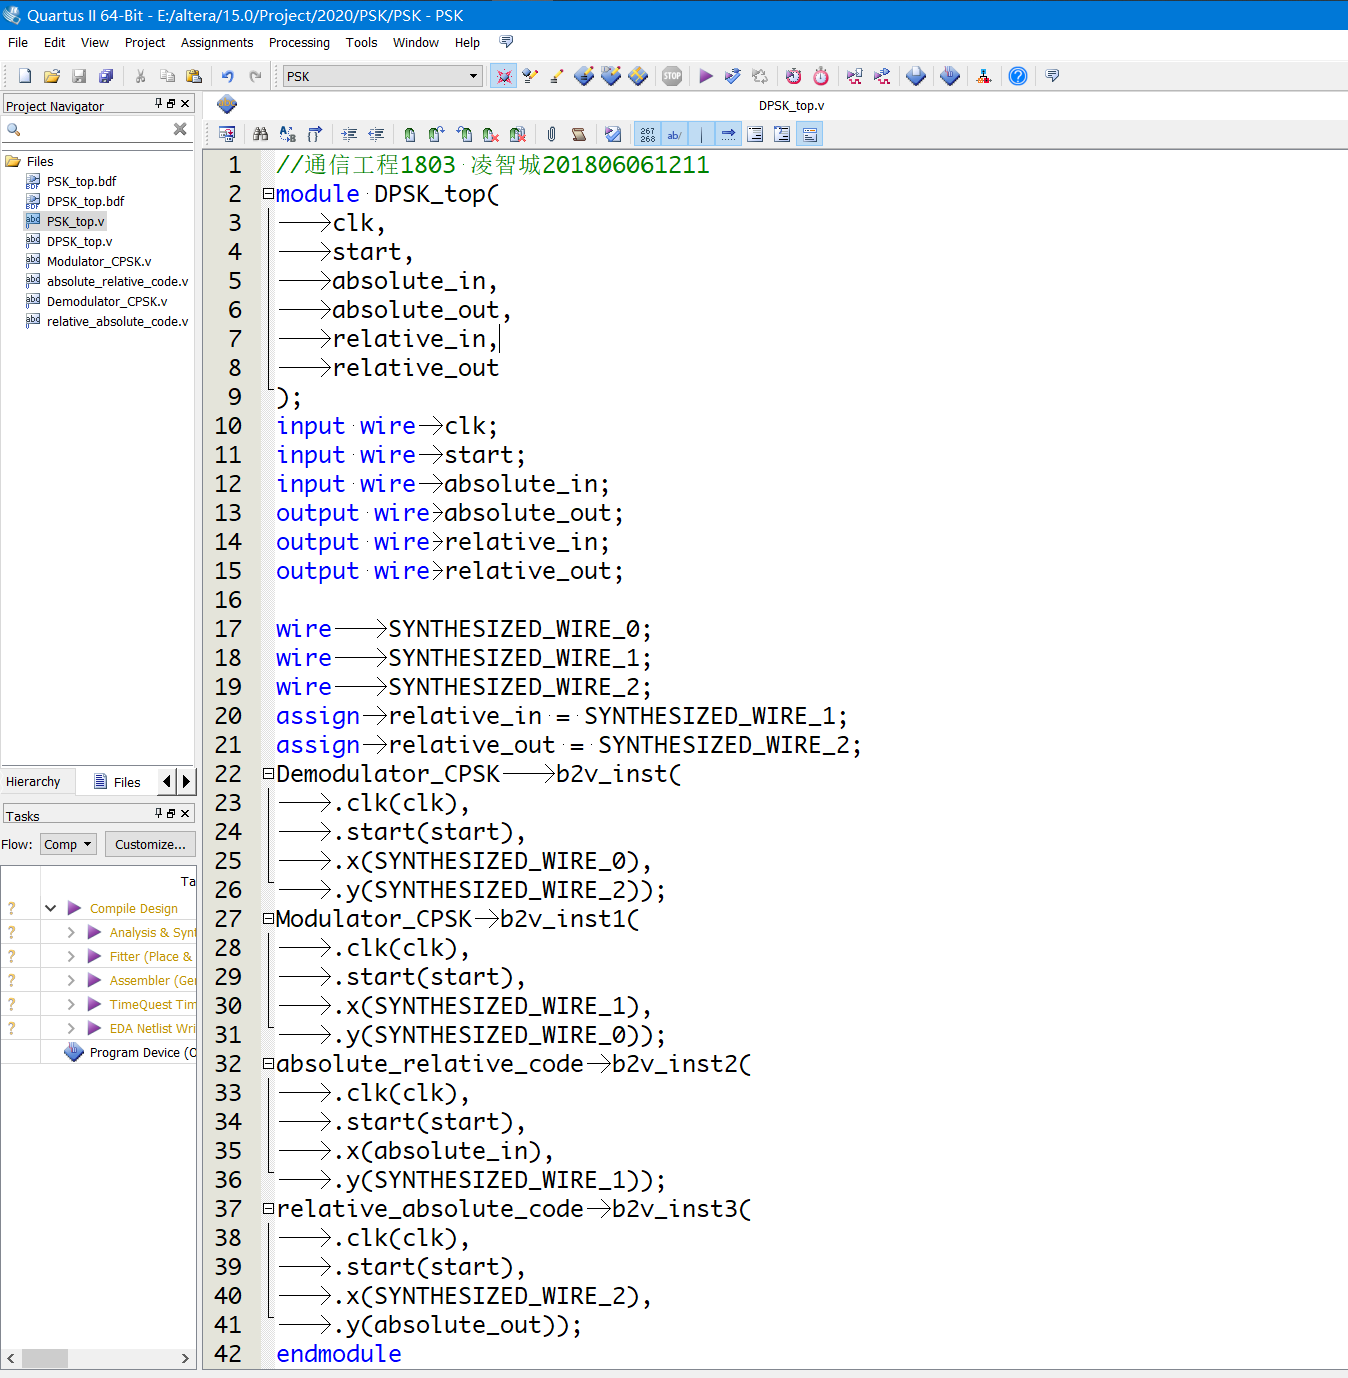 Quartus II 64-Bit - E:/altera/15.0/Project/2020/PSK/PSK - PSK
File Edit View Project Assignments Processing Tools Window Help
PSK
STOP
Project Navigator
DPSK_top.v
267
268
ab/
Files
PSK_top.bdf
DPSK_top.bdf
PSK_top.v
DPSK_top.v
Modulator_CPSK.v
absolute_relative_code.v
Demodulator_CPSK.v
relative_absolute_code.v
Hierarchy Files
Tasks
Flow: Comp Customize...
Ta
Compile Design
Analysis & Synt
Fitter (Place &
Assembler (Ge
TimeQuest Tim
EDA Netlist Wri
Program Device (O
1 //通信工程1803 凌智城201806061211
2 module DPSK_top(
3 clk,
4 start,
5 absolute_in,
6 absolute_out,
7 relative_in,
8 relative_out
9 );
10 input wire clk;
11 input wire start;
12 input wire absolute_in;
13 output wire absolute_out;
14 output wire relative_in;
15 output wire relative_out;
16
17 wire SYNTHESIZED_WIRE_0;
18 wire SYNTHESIZED_WIRE_1;
19 wire SYNTHESIZED_WIRE_2;
20 assign relative_in = SYNTHESIZED_WIRE_1;
21 assign relative_out = SYNTHESIZED_WIRE_2;
22 Demodulator_CPSK b2v_inst(
23 .clk(clk),
24 .start(start),
25 .x(SYNTHESIZED_WIRE_0),
26 .y(SYNTHESIZED_WIRE_2));
27 Modulator_CPSK b2v_inst1(
28 .clk(clk),
29 .start(start),
30 .x(SYNTHESIZED_WIRE_1),
31 .y(SYNTHESIZED_WIRE_0));
32 absolute_relative_code b2v_inst2(
33 .clk(clk),
34 .start(start),
35 .x(absolute_in),
36 .y(SYNTHESIZED_WIRE_1));
37 relative_absolute_code b2v_inst3(
38 .clk(clk),
39 .start(start),
40 .x(SYNTHESIZED_WIRE_2),
41 .y(absolute_out));
42 endmodule